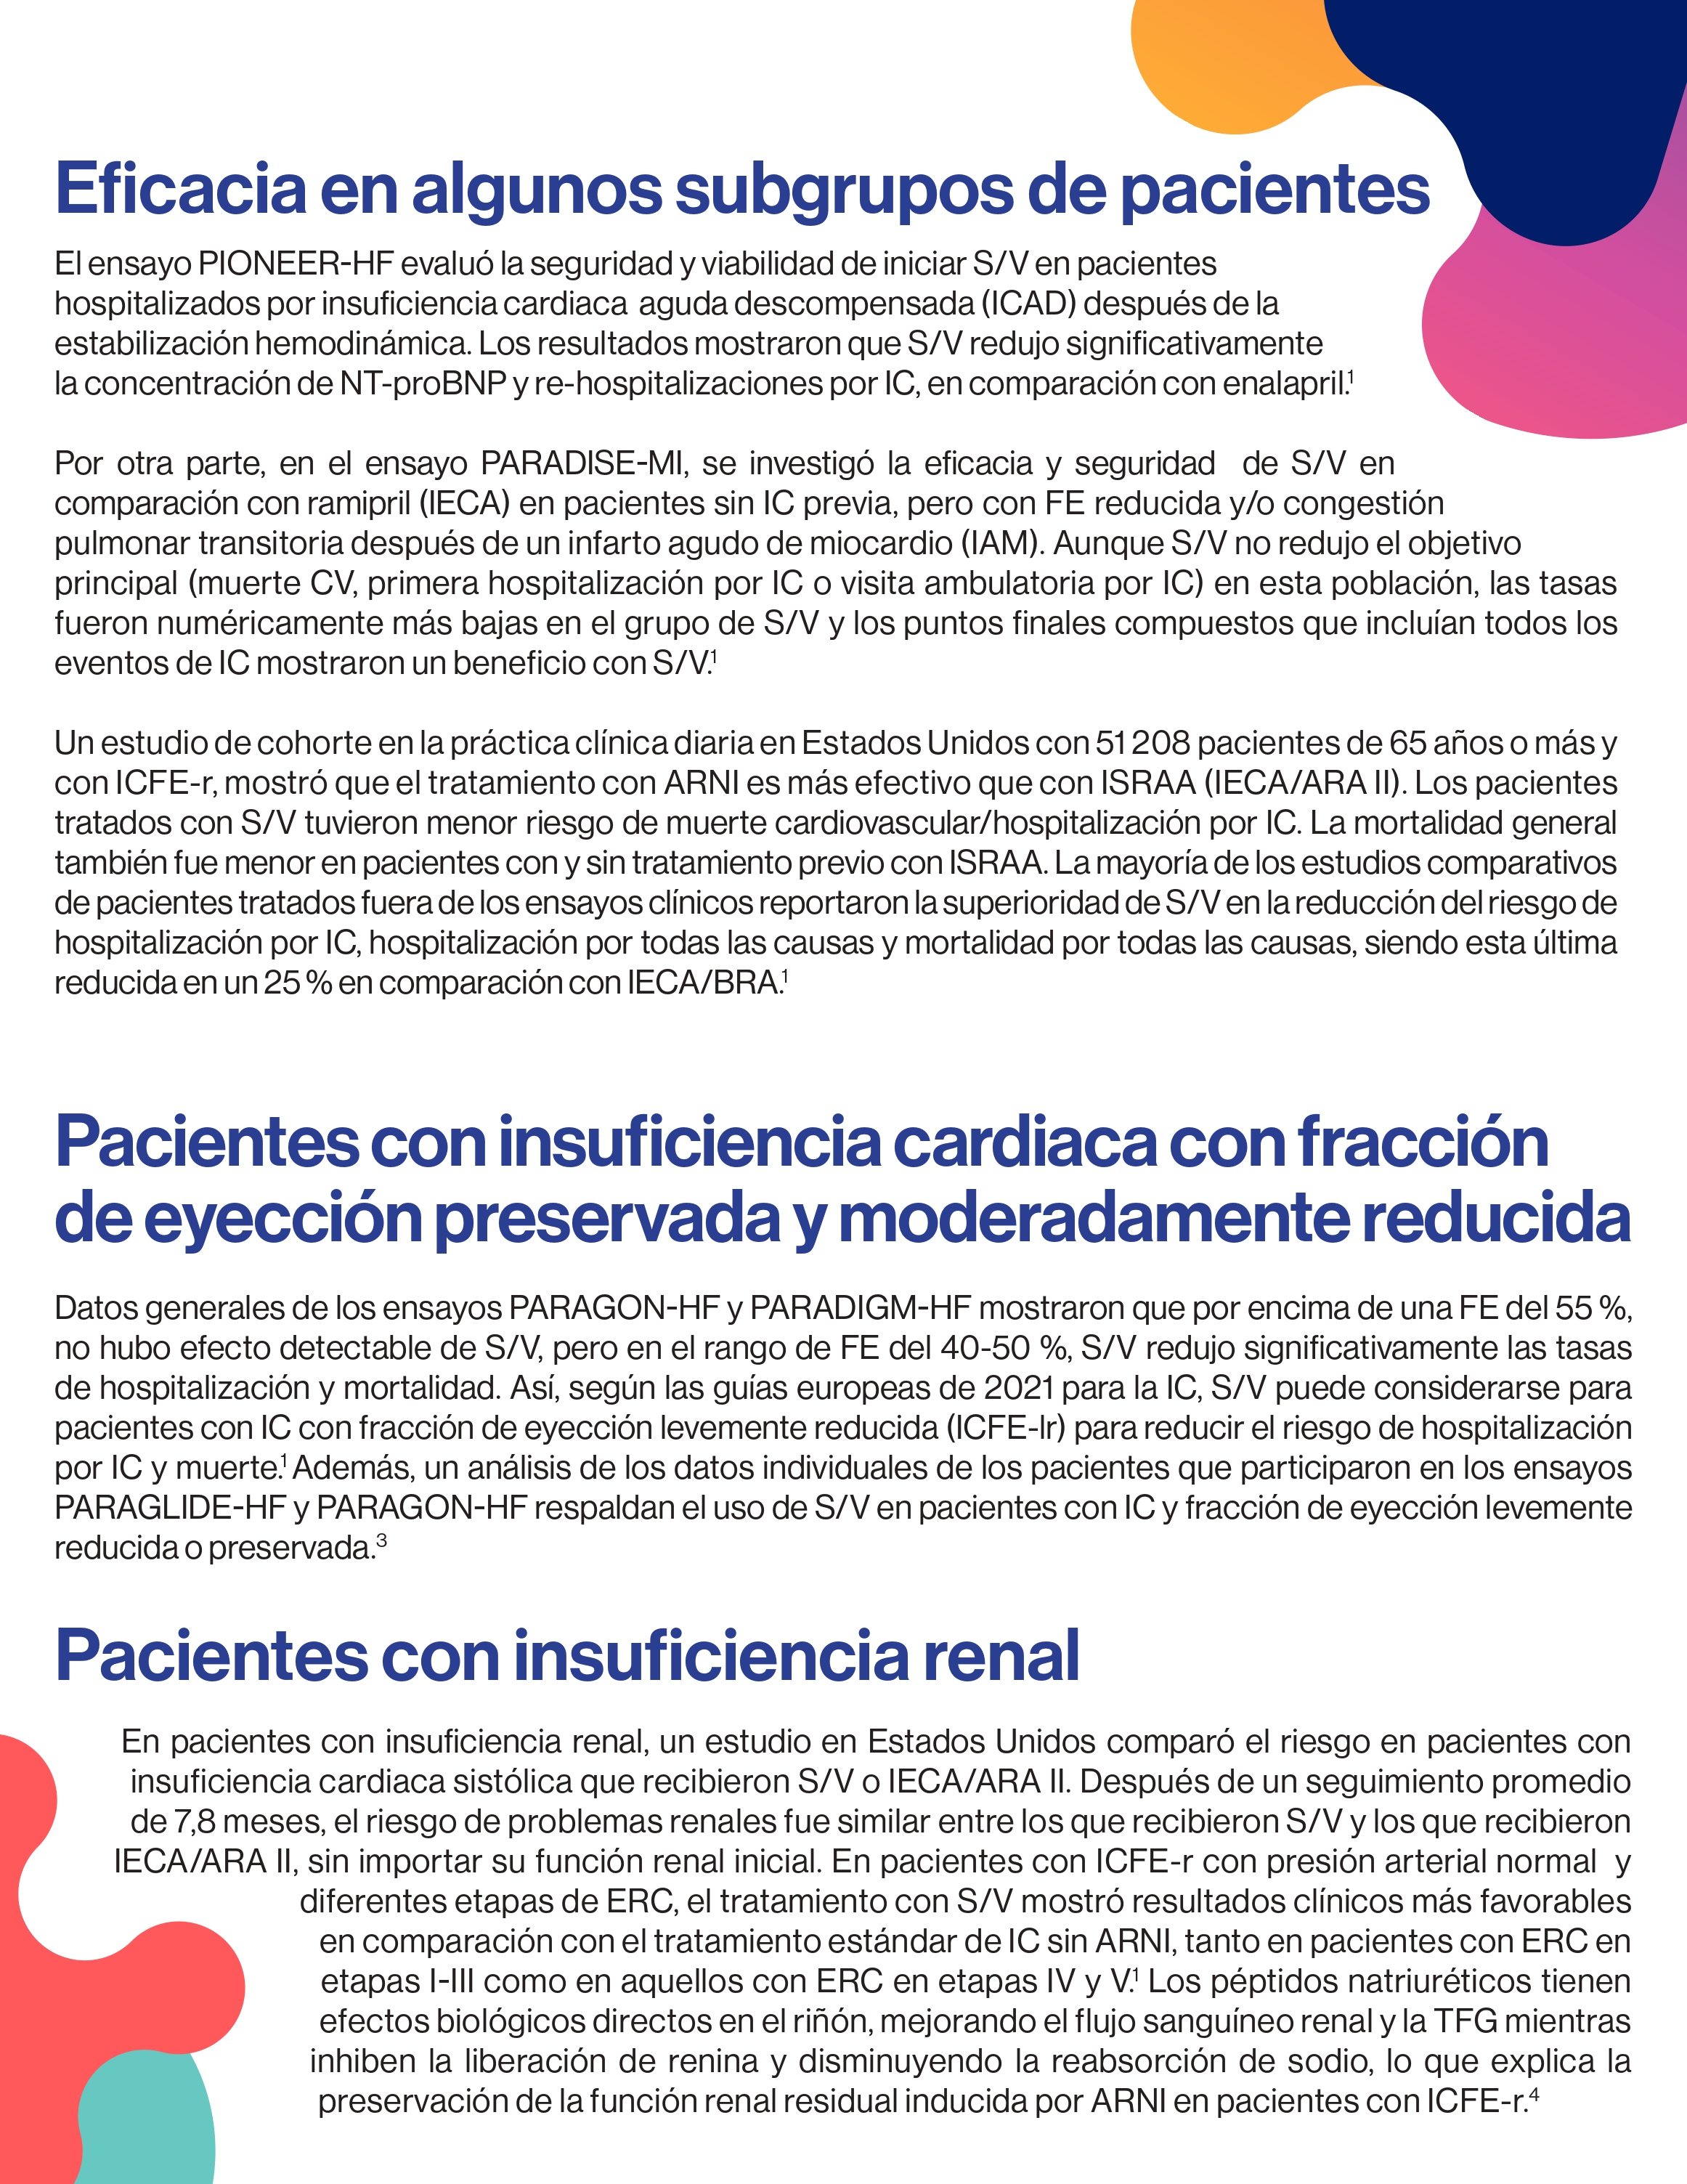 Eficacia en algunos subgrupos de pacientes
El ensayo PIONEER-HF evaluó la seguridad y viabilidad de iniciar S/V en pacientes
hospitalizados por insuficiencia cardiaca aguda descompensada (ICAD) después de la
estabilización hemodinámica. Los resultados mostraron que S/V redujo significativamente
la concentración de NT-proBNP y re-hospitalizaciones por IC, en comparación con enalapril.¹
Por otra parte, en el ensayo PARADISE-MI, se investigó la eficacia y seguridad de S/V en
comparación con ramipril (IECA) en pacientes sin IC previa, pero con FE reducida y/o congestión
pulmonar transitoria después de un infarto agudo de miocardio (IAM). Aunque S/V no redujo el objetivo
principal (muerte CV, primera hospitalización por IC o visita ambulatoria por IC) en esta población, las tasas
fueron numéricamente más bajas en el grupo de S/V y los puntos finales compuestos que incluían todos los
eventos de IC mostraron un beneficio con S/V.¹
Un estudio de cohorte en la práctica clínica diaria en Estados Unidos con 51 208 pacientes de 65 años o más y
con ICFE-r, mostró que el tratamiento con ARNI es más efectivo que con ISRAA (IECA/ARA II). Los pacientes
tratados con S/V tuvieron menor riesgo de muerte cardiovascular/hospitalización por IC. La mortalidad general
también fue menor en pacientes con y sin tratamiento previo con ISRAA. La mayoría de los estudios comparativos
de pacientes tratados fuera de los ensayos clínicos reportaron la superioridad de S/V en la reducción del riesgo de
hospitalización por IC, hospitalización por todas las causas y mortalidad por todas las causas, siendo esta última
reducida en un 25 % en comparación con IECA/BRA.¹
Pacientes con insuficiencia cardiaca con fracción
de eyección preservada y moderadamente reducida
Datos generales de los ensayos PARAGON-HF y PARADIGM-HF mostraron que por encima de una FE del 55 %,
no hubo efecto detectable de S/V, pero en el rango de FE del 40-50 %, S/V redujo significativamente las tasas
de hospitalización y mortalidad. Así, según las guías europeas de 2021 para la IC, S/V puede considerarse para
pacientes con IC con fracción de eyección levemente reducida (ICFE-lr) para reducir el riesgo de hospitalización
por IC y muerte.¹ Además, un análisis de los datos individuales de los pacientes que participaron en los ensayos
PARAGLIDE-HF y PARAGON-HF respaldan el uso de S/V en pacientes con IC y fracción de eyección levemente
reducida o preservada.³
Pacientes con insuficiencia renal
En pacientes con insuficiencia renal, un estudio en Estados Unidos comparó el riesgo en pacientes con
insuficiencia cardiaca sistólica que recibieron S/V o IECA/ARA II. Después de un seguimiento promedio
de 7,8 meses, el riesgo de problemas renales fue similar entre los que recibieron S/V y los que recibieron
IECA/ARA II, sin importar su función renal inicial. En pacientes con ICFE-r con presión arterial normal y
diferentes etapas de ERC, el tratamiento con S/V mostró resultados clínicos más favorables
en comparación con el tratamiento estándar de IC sin ARNI, tanto en pacientes con ERC en
etapas I-III como en aquellos con ERC en etapas IV y V.¹ Los péptidos natriuréticos tienen
efectos biológicos directos en el riñón, mejorando el flujo sanguíneo renal y la TFG mientras
inhiben la liberación de renina y disminuyendo la reabsorción de sodio, lo que explica la
preservación de la función renal residual inducida por ARNI en pacientes con ICFE-r.⁴